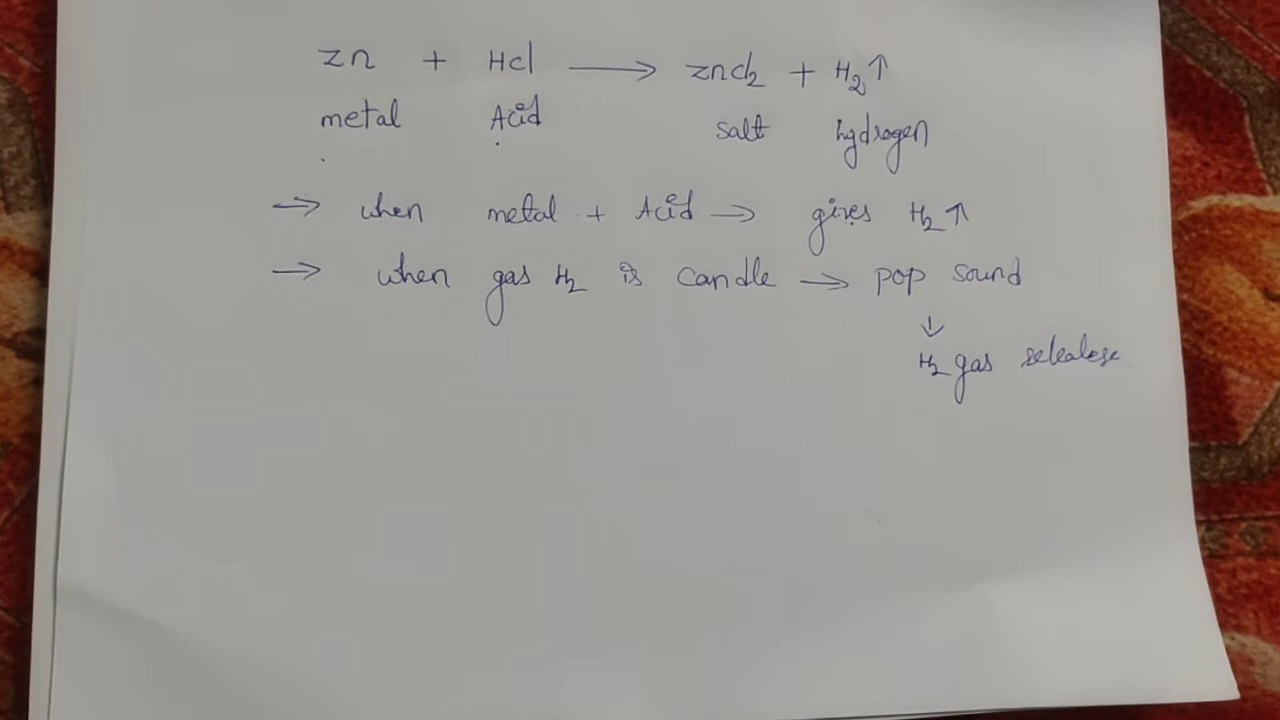 Zn + Hcl ⟶ zncl₂ + H₂↑
metal Acid salt hydrogen
→ when metal + Acid → gives H₂↑
→ when gas H₂ is candle → pop sound
↓
H₂ gas